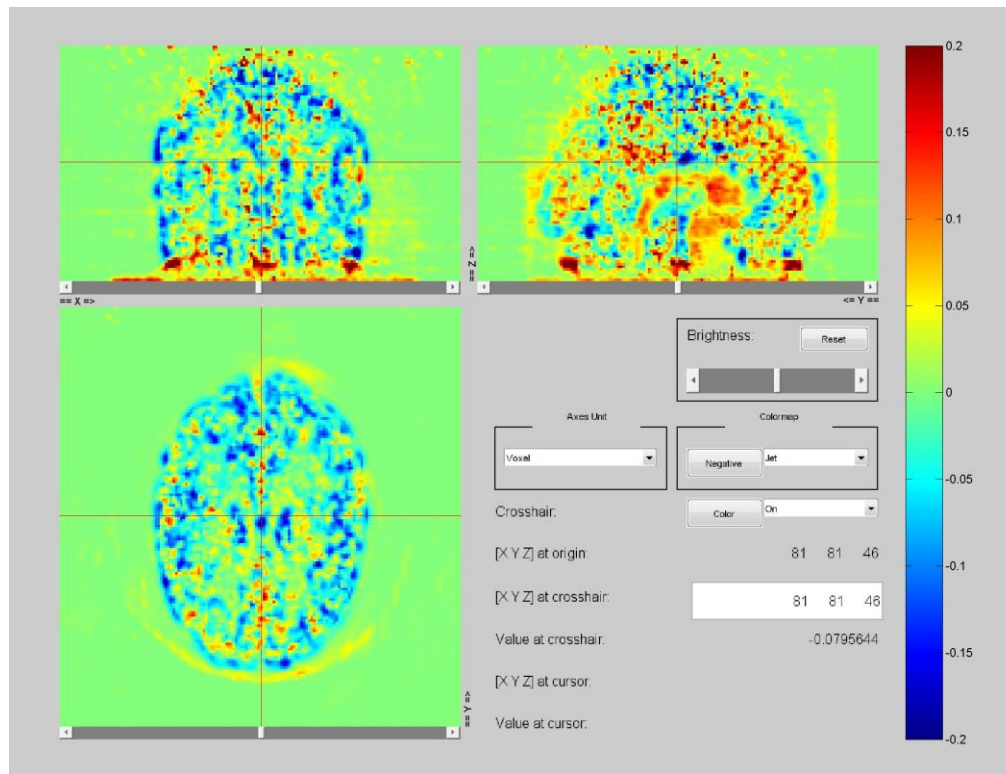 0.2
0.15
0.1
0.05
0
-0.05
-0.1
-0.15
-0.2
== X =>
== Z =>
<= Y ==
== Y =>
Brightness:
Reset
Axes Unit
Voxel
Colormap
Negative
Jet
Crosshair:
Color
On
[X Y Z] at origin:
81 81 46
[X Y Z] at crosshair:
81 81 46
Value at crosshair:
-0.0795644
[X Y Z] at cursor:
Value at cursor: